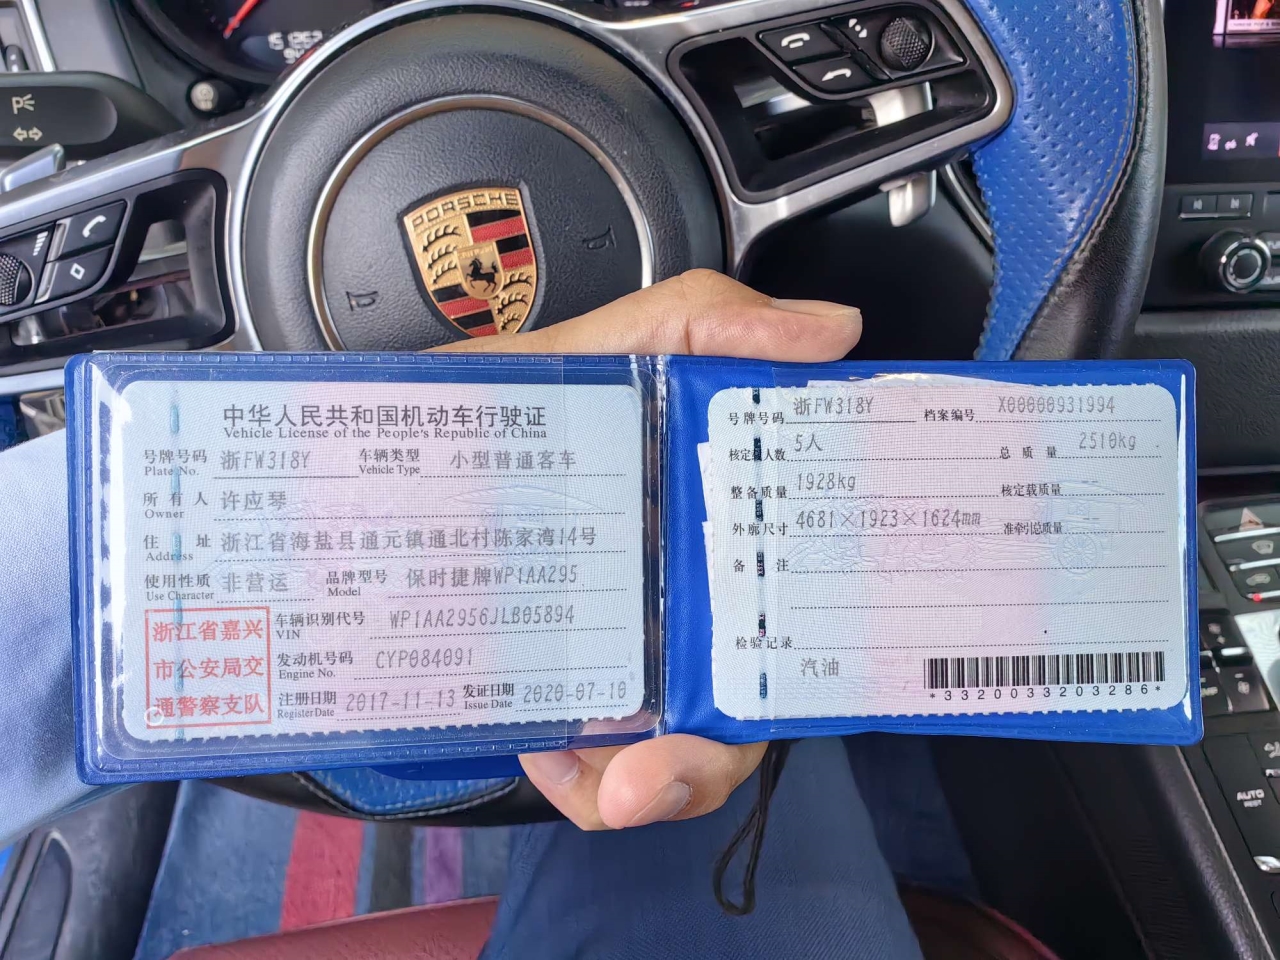 PORSCHE
中华人民共和国机动车行驶证
Vehicle License of the People's Republic of China
号牌号码 浙FW318Y 车辆类型 小型普通客车
Plate No. Vehicle Type
所有人 许应琴
Owner
住址 浙江省海盐县通元镇通北村陈家湾14号
Address
使用性质 非营运 品牌型号 保时捷牌WP1AA295
Use Character Model
浙江省嘉兴
市公安局交
通警察支队
车辆识别代号 WP1AA2956JLB05894
VIN
发动机号码 CYP084091
Engine No.
注册日期 2017-11-13 发证日期 2020-07-10
Register Date Issue Date
号牌号码 浙FW318Y 档案编号 X00000931994
核定载人数 5人 总质量 2510kg
整备质量 1928kg 核定载质量 --
外廓尺寸 4681×1923×1624mm 准牵引总质量 --
备注
检验记录
汽油
*3320033203286*
AUTO
REST